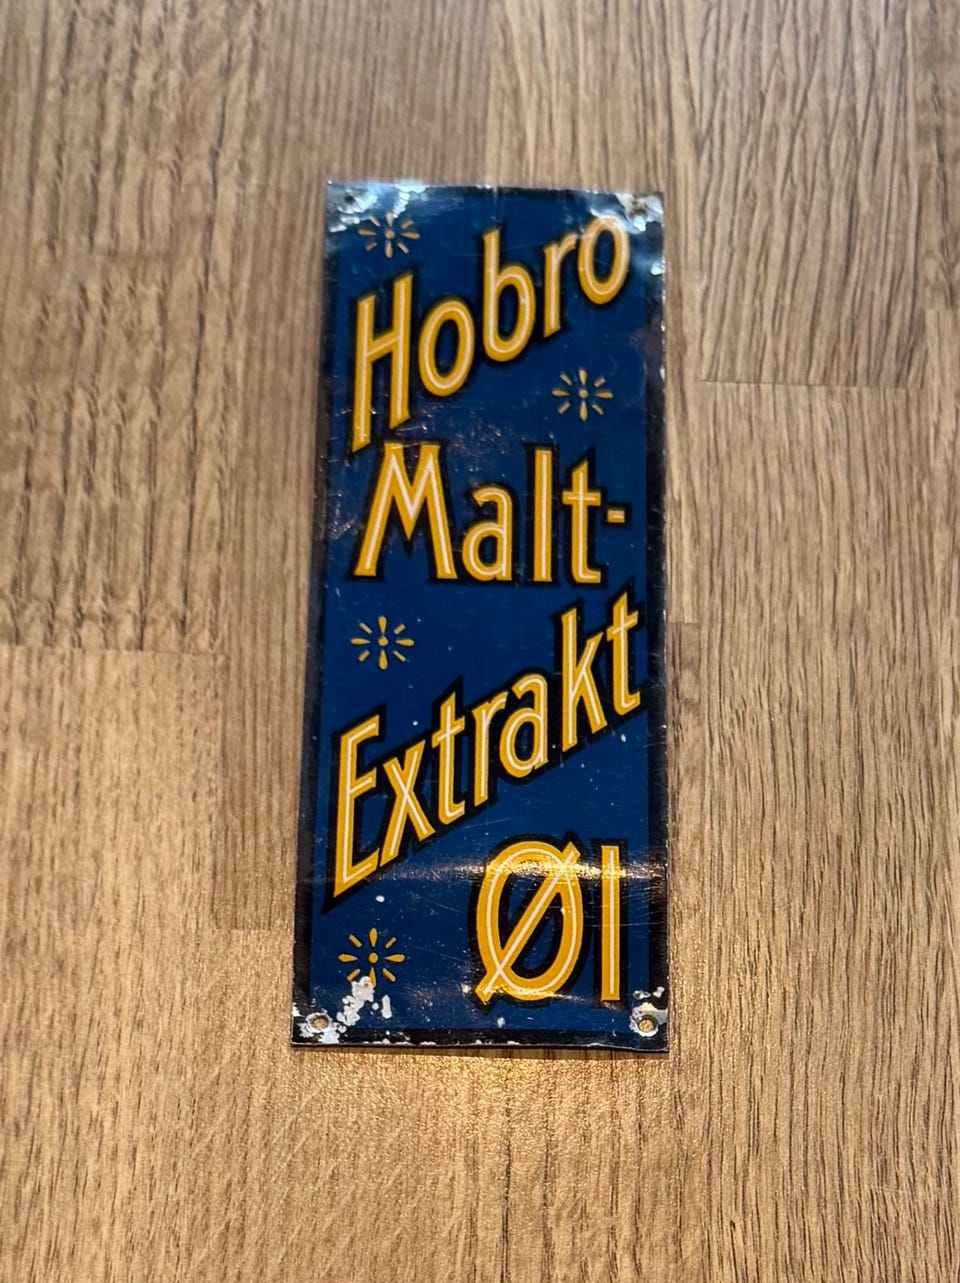 Hobro
Malt-
Extrakt
Øl